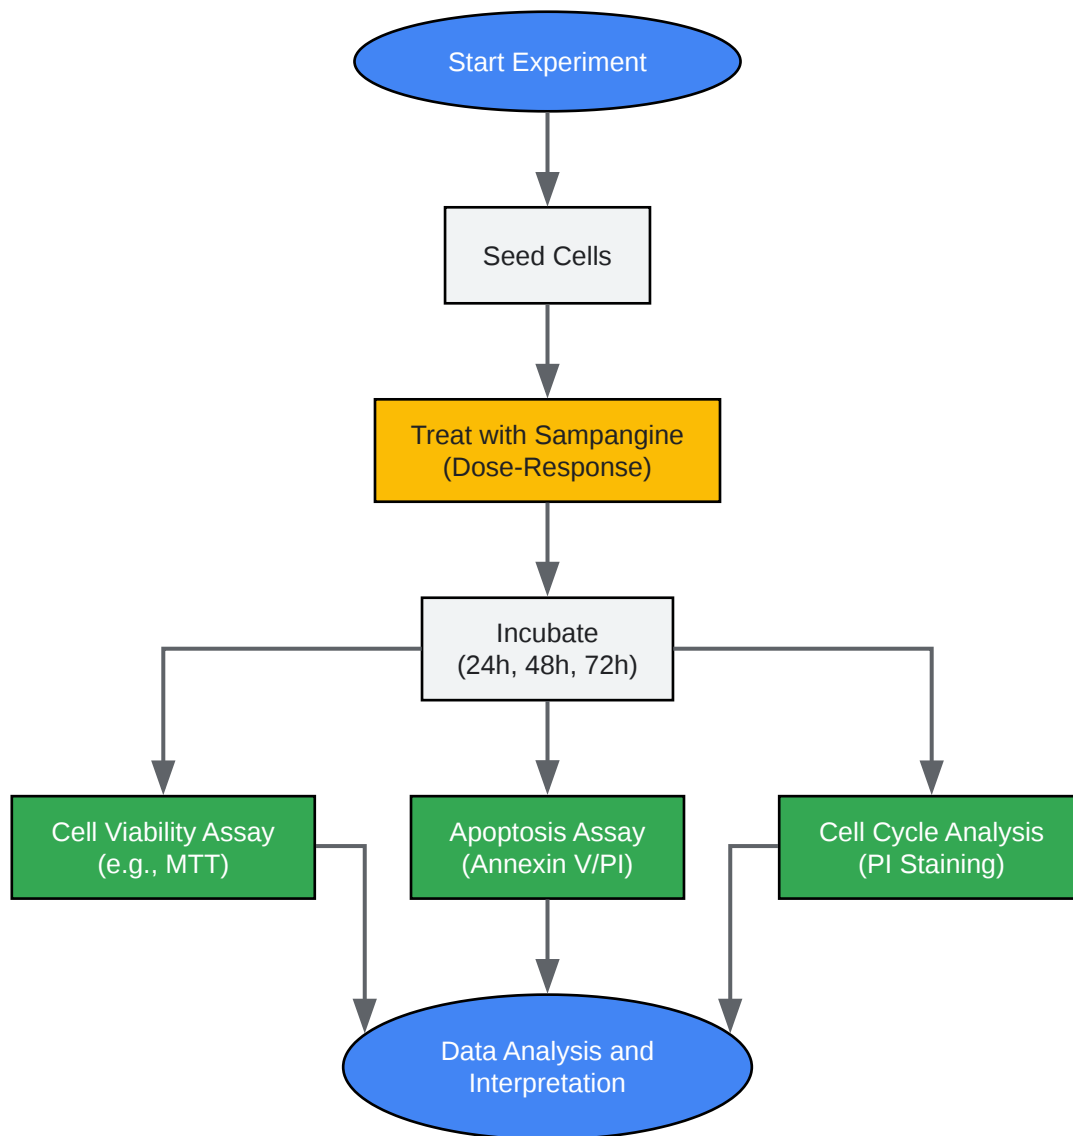 Start Experiment
Seed Cells
Treat with Sampangine
(Dose-Response)
Incubate
(24h, 48h, 72h)
Cell Viability Assay
(e.g., MTT)
Apoptosis Assay
(Annexin V/PI)
Cell Cycle Analysis
(PI Staining)
Data Analysis and
Interpretation